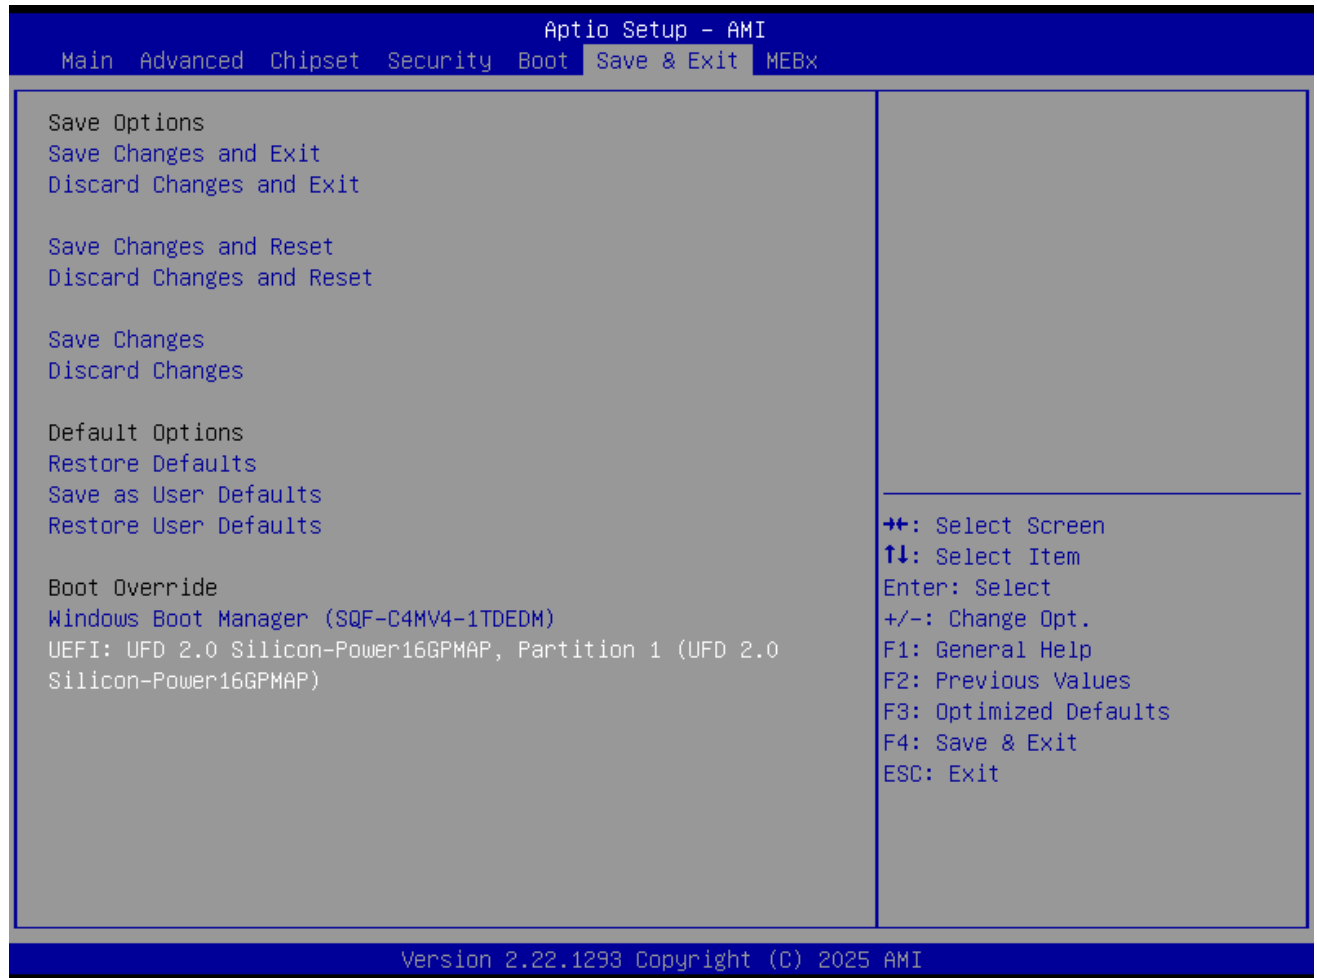 Aptio Setup – AMI
Main Advanced Chipset Security Boot Save & Exit MEBx
Save Options
Save Changes and Exit
Discard Changes and Exit
Save Changes and Reset
Discard Changes and Reset
Save Changes
Discard Changes
Default Options
Restore Defaults
Save as User Defaults
Restore User Defaults
Boot Override
Windows Boot Manager (SQF-C4MV4-1TDEDM)
UEFI: UFD 2.0 Silicon-Power16GPMAP, Partition 1 (UFD 2.0
Silicon-Power16GPMAP)
→←: Select Screen
↑↓: Select Item
Enter: Select
+/-: Change Opt.
F1: General Help
F2: Previous Values
F3: Optimized Defaults
F4: Save & Exit
ESC: Exit
Version 2.22.1293 Copyright (C) 2025 AMI